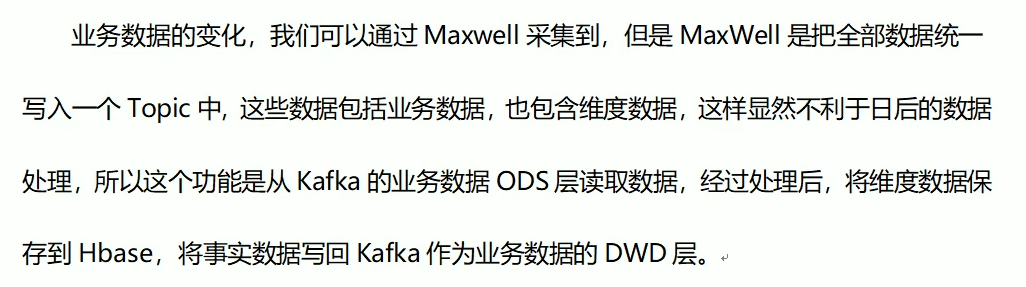 业务数据的变化，我们可以通过 Maxwell 采集到，但是 MaxWell 是把全部数据统一
写入一个 Topic 中，这些数据包括业务数据，也包含维度数据，这样显然不利于日后的数据
处理，所以这个功能是从 Kafka 的业务数据 ODS 层读取数据，经过处理后，将维度数据保
存到 Hbase，将事实数据写回 Kafka 作为业务数据的 DWD 层。